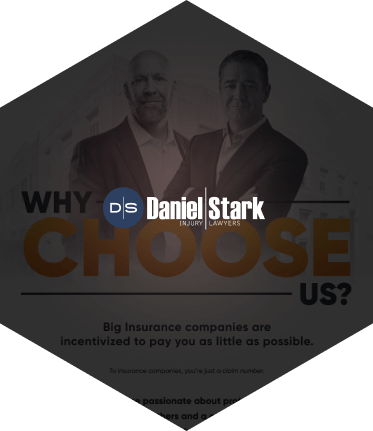 WHY
D|S Daniel Stark
INJURY LAWYERS
CHOOSE
US?
Big Insurance companies are
incentivized to pay you as little as possible.
To insurance companies, you're just a claim number.
passionate about
and a